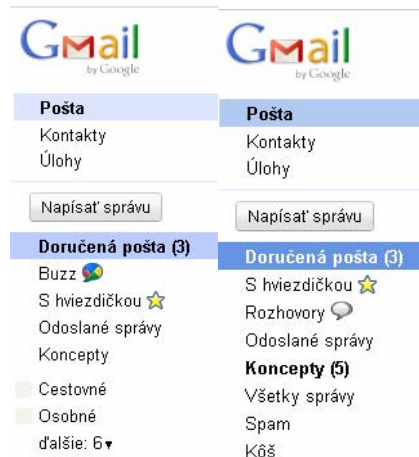 Gmail
by Google
Pošta
Kontakty
Úlohy
Napísať správu
Doručená pošta (3)
Buzz
S hviezdičkou
Odoslané správy
Koncepty
Cestovné
Osobné
ďalšie: 6▼
Gmail
by Google
Pošta
Kontakty
Úlohy
Napísať správu
Doručená pošta (3)
S hviezdičkou
Rozhovory
Odoslané správy
Koncepty (5)
Všetky správy
Spam
Kôš